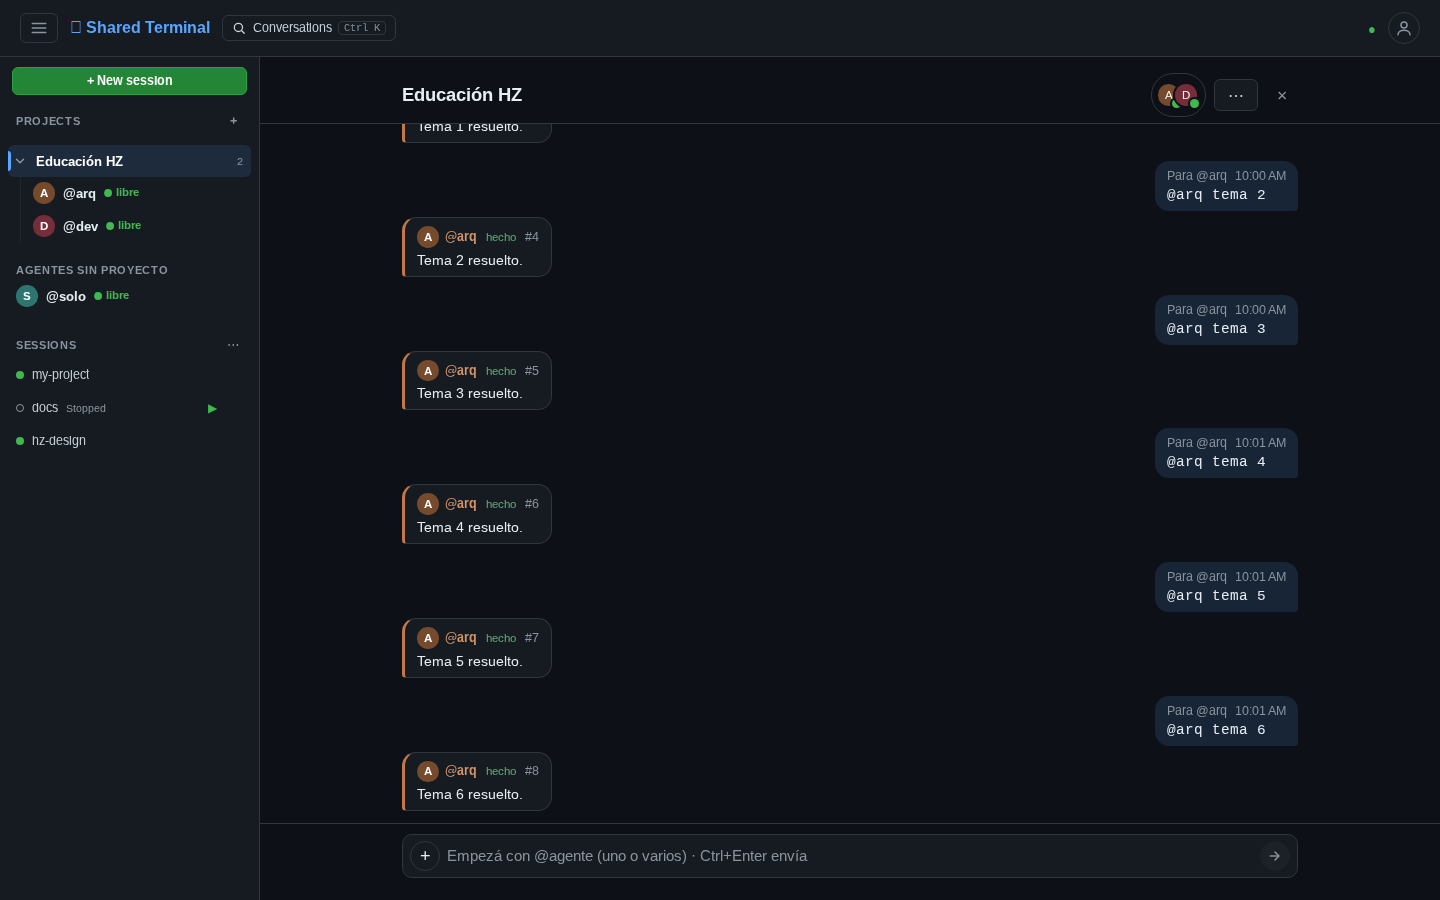 Shared Terminal
Conversations Ctrl K
+ New session
PROJECTS +
Educación HZ 2
A @arq libre
D @dev libre
AGENTES SIN PROYECTO
S @solo libre
SESSIONS ...
my-project
docs Stopped
hz-design
Educación HZ
A D ... ×
Tema 1 resuelto.
Para @arq 10:00 AM
@arq tema 2
A @arq hecho #4
Tema 2 resuelto.
Para @arq 10:00 AM
@arq tema 3
A @arq hecho #5
Tema 3 resuelto.
Para @arq 10:01 AM
@arq tema 4
A @arq hecho #6
Tema 4 resuelto.
Para @arq 10:01 AM
@arq tema 5
A @arq hecho #7
Tema 5 resuelto.
Para @arq 10:01 AM
@arq tema 6
A @arq hecho #8
Tema 6 resuelto.
+ Empezá con @agente (uno o varios) · Ctrl+Enter envía